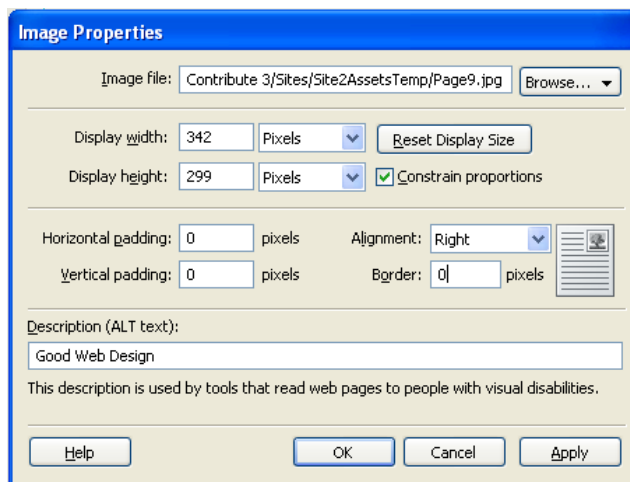 Image Properties
Image file: Contribute 3/Sites/Site2AssetsTemp/Page9.jpg Browse...
Display width: 342 Pixels Reset Display Size
Display height: 299 Pixels Constrain proportions
Horizontal padding: 0 pixels Alignment: Right
Vertical padding: 0 pixels Border: 0 pixels
Description (ALT text):
Good Web Design
This description is used by tools that read web pages to people with visual disabilities.
Help OK Cancel Apply